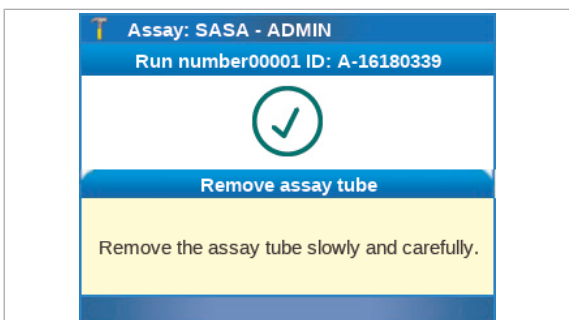 Assay: SASA - ADMIN
Run number00001 ID: A-16180339
Remove assay tube
Remove the assay tube slowly and carefully.